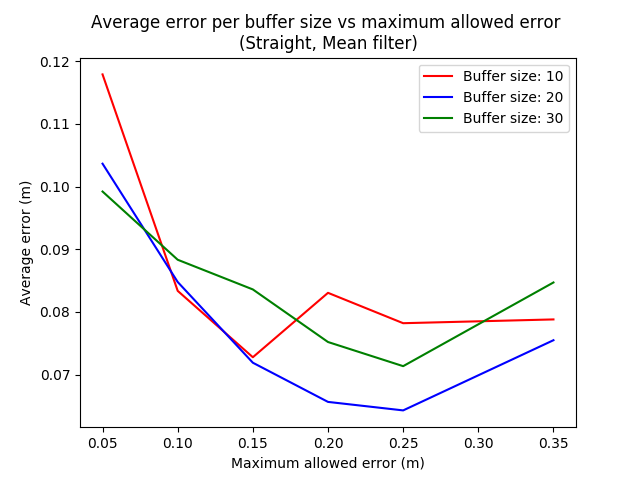 Average error per buffer size vs maximum allowed error
(Straight, Mean filter)
Buffer size: 10
Buffer size: 20
Buffer size: 30
0.12
0.11
0.10
0.09
0.08
0.07
Average error (m)
0.05 0.10 0.15 0.20 0.25 0.30 0.35
Maximum allowed error (m)